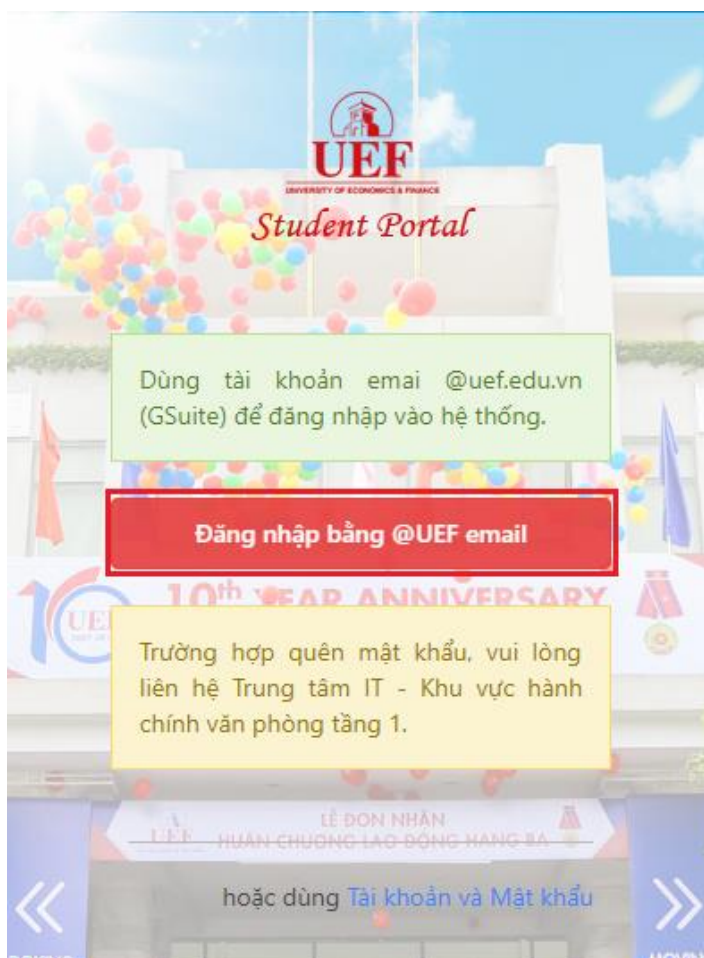 UEF
UNIVERSITY OF ECONOMICS & FINANCE
Student Portal
Dùng tài khoản emai @uef.edu.vn
(GSuite) để đăng nhập vào hệ thống.
Đăng nhập bằng @UEF email
10th YEAR ANNIVERSARY
UEF
Trường hợp quên mật khẩu, vui lòng
liên hệ Trung tâm IT - Khu vực hành
chính văn phòng tầng 1.
LỄ ĐÓN NHẬN
UEF HUÂN CHƯƠNG LAO ĐỘNG HẠNG BA
hoặc dùng Tài khoản và Mật khẩu